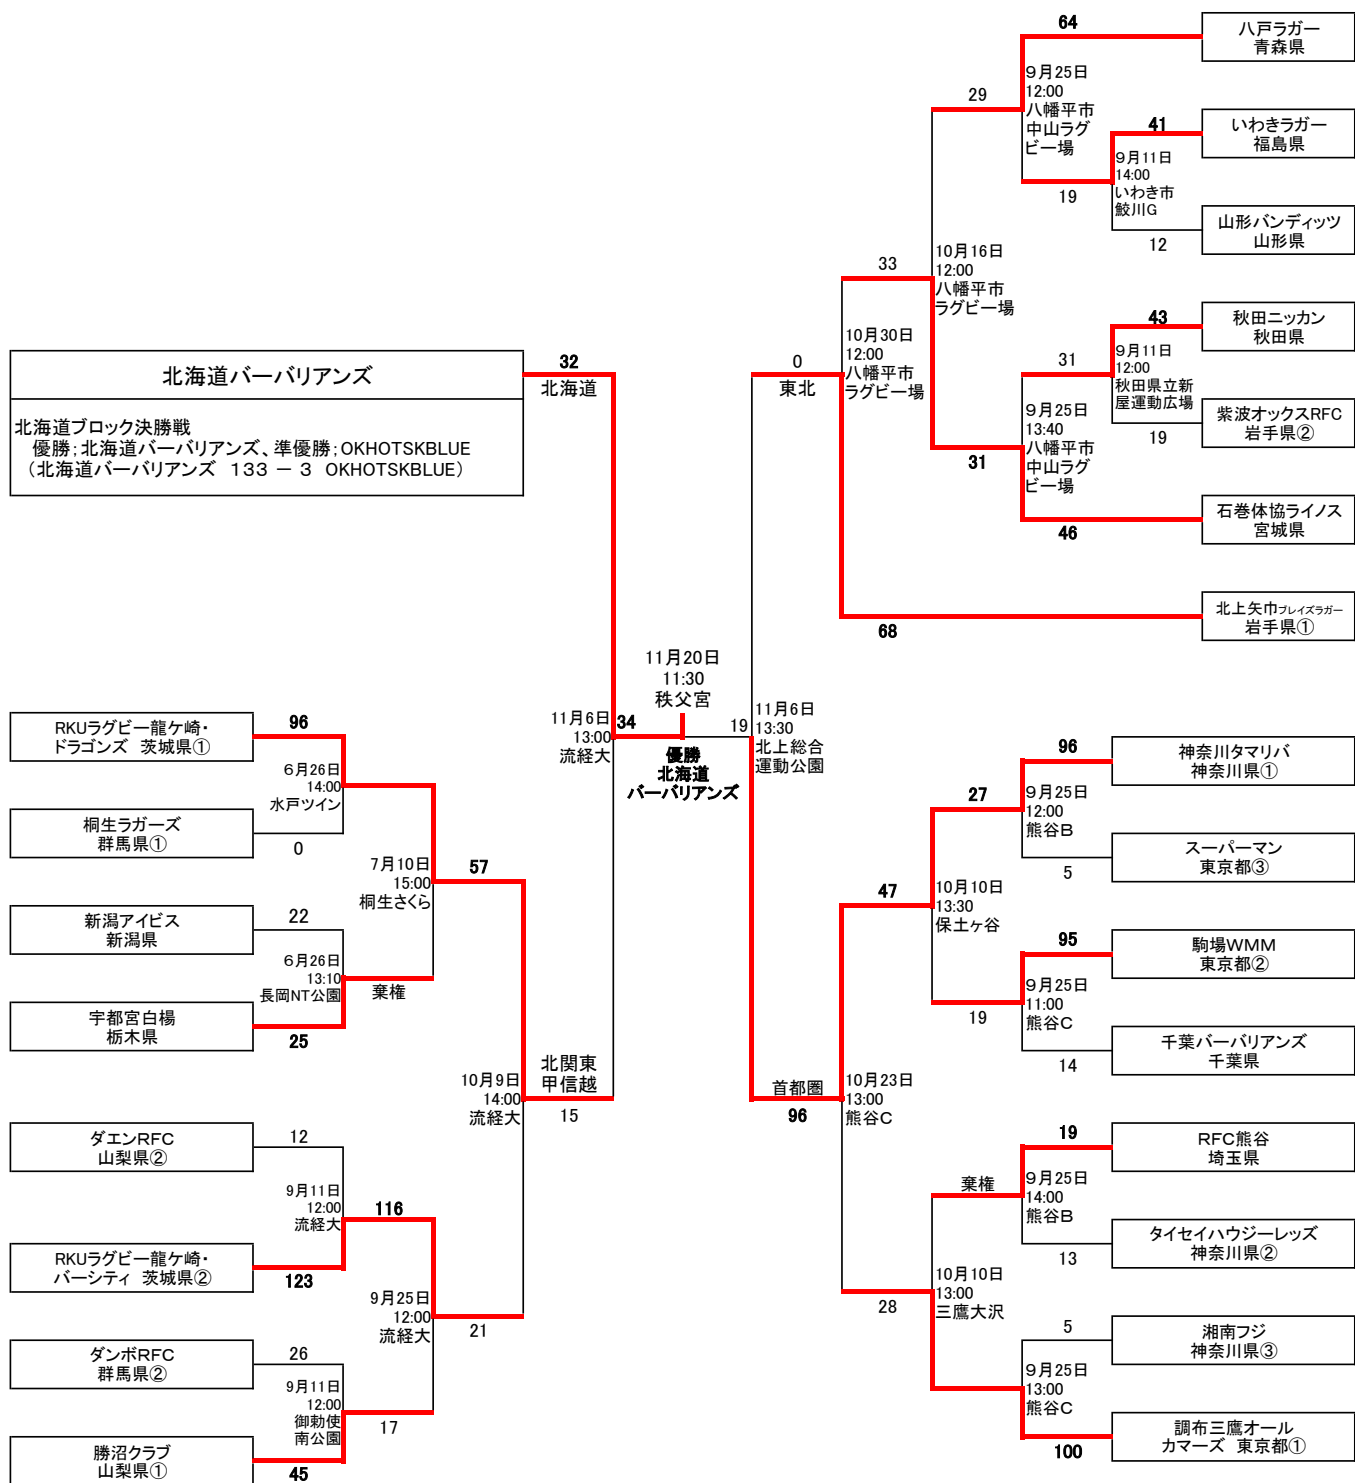 北海道バーバリアンズ
北海道ブロック決勝戦
優勝;北海道バーバリアンズ、準優勝;OKHOTSKBLUE
(北海道バーバリアンズ 133 - 3 OKHOTSKBLUE)
32
北海道
RKUラグビー龍ケ崎・
ドラゴンズ 茨城県①
96
6月26日
14:00
水戸ツイン
桐生ラガーズ
群馬県①
0
7月10日
15:00
桐生さくら
57
新潟アイビス
新潟県
22
6月26日
13:10
長岡NT公園
棄権
宇都宮白楊
栃木県
25
10月9日
14:00
流経大
北関東
甲信越
15
ダエンRFC
山梨県②
12
9月11日
12:00
流経大
116
RKUラグビー龍ケ崎・
バーシティ 茨城県②
123
9月25日
12:00
流経大
21
ダンボRFC
群馬県②
26
9月11日
12:00
御勅使
南公園
17
勝沼クラブ
山梨県①
45
11月6日
13:00
流経大
34
11月20日
11:30
秩父宮
優勝
北海道
バーバリアンズ
19
11月6日
13:30
北上総合
運動公園
0
東北
64
八戸ラガー
青森県
9月25日
12:00
八幡平市
中山ラグ
ビー場
29
41
いわきラガー
福島県
9月11日
14:00
いわき市
鮫川G
19
12
山形バンディッツ
山形県
10月16日
12:00
八幡平市
ラグビー場
33
10月30日
12:00
八幡平市
ラグビー場
43
秋田ニッカン
秋田県
31
9月11日
12:00
秋田県立新
屋運動広場
19
紫波オックスRFC
岩手県②
9月25日
13:40
八幡平市
中山ラグ
ビー場
31
46
石巻体協ライノス
宮城県
68
北上矢巾ブレイズラガー
岩手県①
96
神奈川タマリバ
神奈川県①
27
9月25日
12:00
熊谷B
5
スーパーマン
東京都③
47
10月10日
13:30
保土ヶ谷
95
駒場WMM
東京都②
9月25日
11:00
熊谷C
19
14
千葉バーバリアンズ
千葉県
首都圏
96
10月23日
13:00
熊谷C
19
RFC熊谷
埼玉県
棄権
9月25日
14:00
熊谷B
13
タイセイハウジーレッズ
神奈川県②
28
10月10日
13:00
三鷹大沢
5
湘南フジ
神奈川県③
9月25日
13:00
熊谷C
100
調布三鷹オール
カマーズ 東京都①